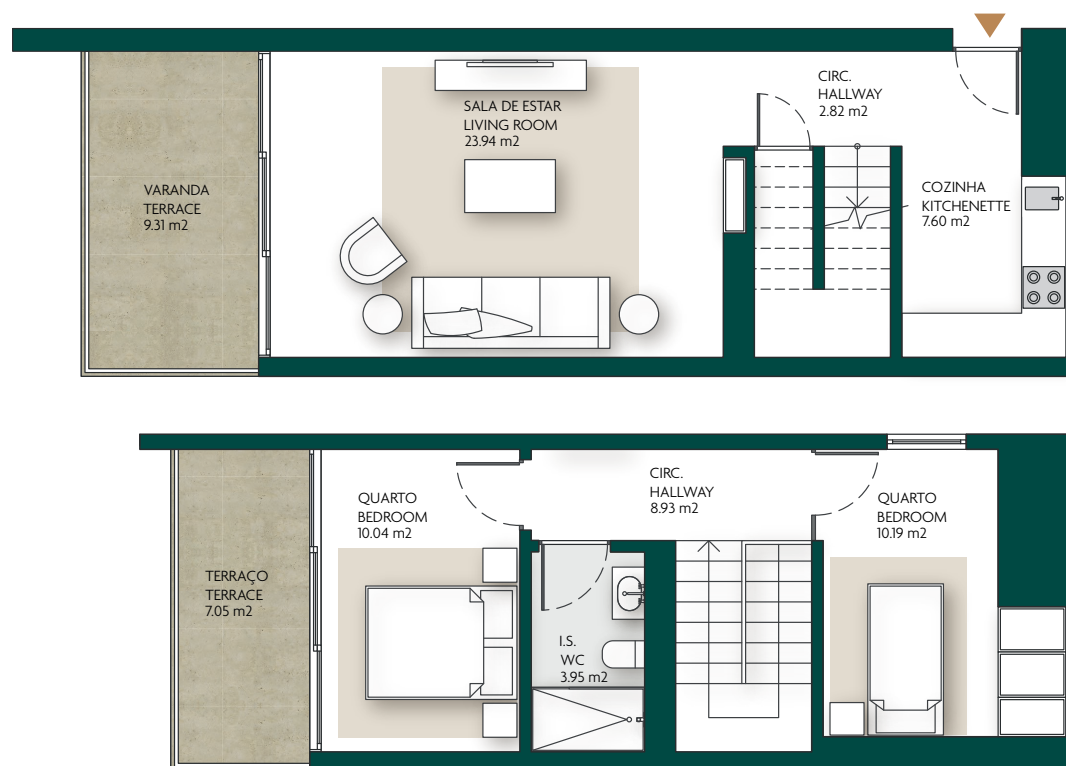 SALA DE ESTAR
LIVING ROOM
23.94 m2
CIRC.
HALLWAY
2.82 m2
VARANDA
TERRACE
9.31 m2
COZINHA
KITCHENETTE
7.60 m2
QUARTO
BEDROOM
10.04 m2
CIRC.
HALLWAY
8.93 m2
QUARTO
BEDROOM
10.19 m2
TERRAÇO
TERRACE
7.05 m2
I.S.
WC
3.95 m2